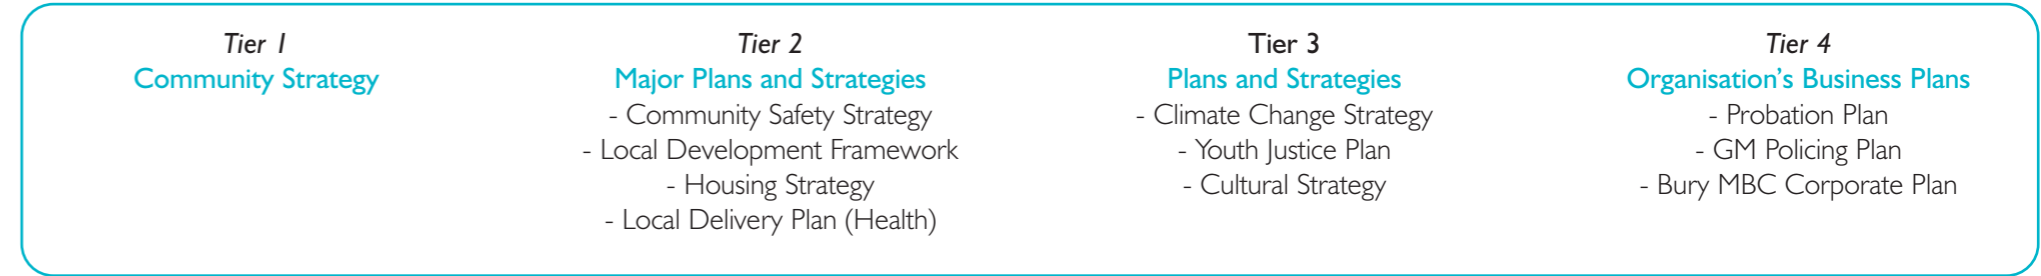 Tier 1
Community Strategy
Tier 2
Major Plans and Strategies
- Community Safety Strategy
- Local Development Framework
- Housing Strategy
- Local Delivery Plan (Health)
Tier 3
Plans and Strategies
- Climate Change Strategy
- Youth Justice Plan
- Cultural Strategy
Tier 4
Organisation's Business Plans
- Probation Plan
- GM Policing Plan
- Bury MBC Corporate Plan